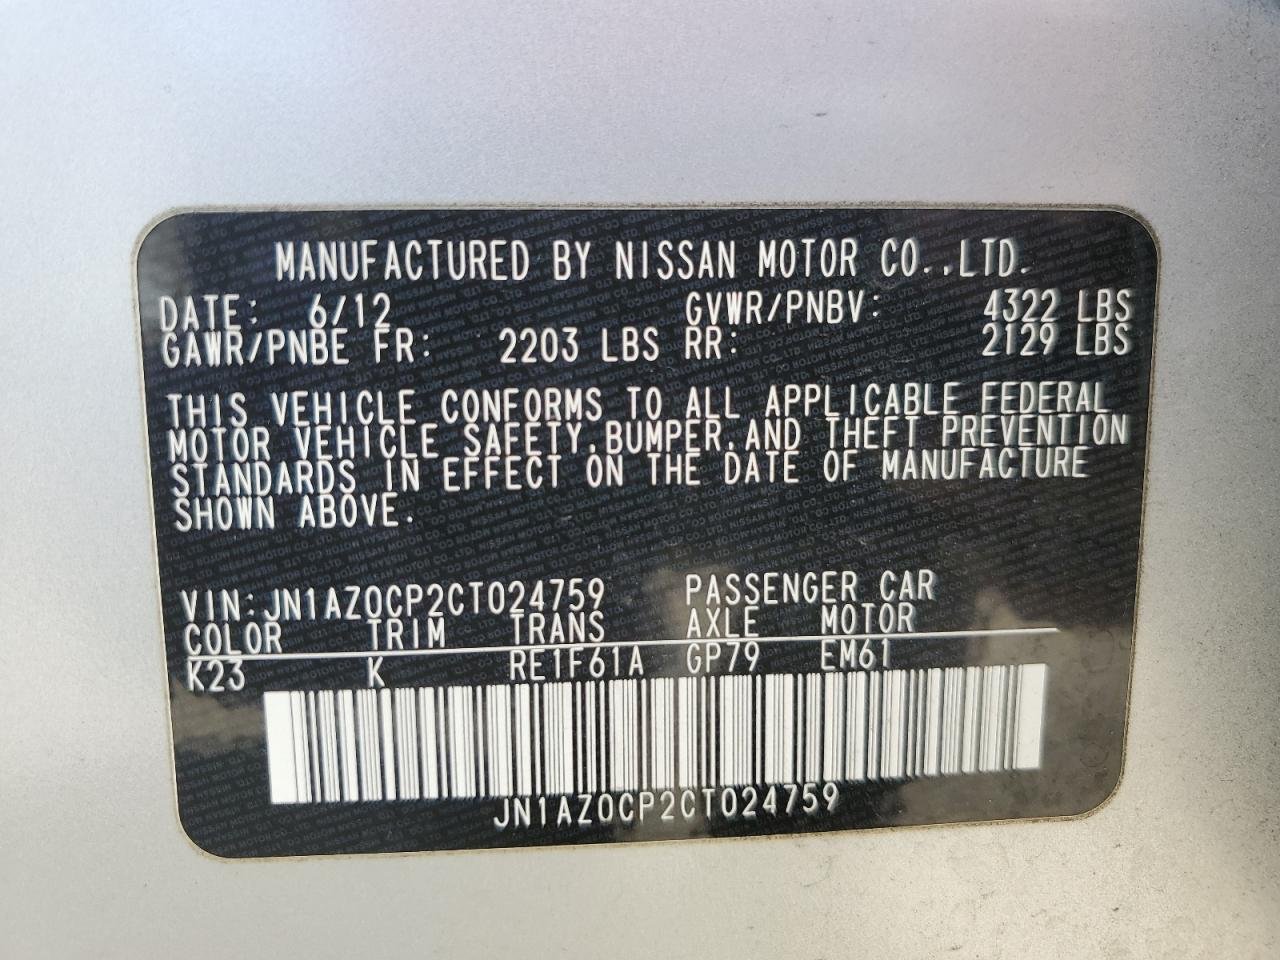 MANUFACTURED BY NISSAN MOTOR CO.,LTD.
DATE: 6/12 GVWR/PNBV: 4322 LBS
GAWR/PNBE FR: 2203 LBS RR: 2129 LBS
THIS VEHICLE CONFORMS TO ALL APPLICABLE FEDERAL
MOTOR VEHICLE SAFETY,BUMPER,AND THEFT PREVENTION
STANDARDS IN EFFECT ON THE DATE OF MANUFACTURE
SHOWN ABOVE.
VIN:JN1AZ0CP2CT024759 PASSENGER CAR
COLOR TRIM TRANS AXLE MOTOR
K23 K RE1F61A GP79 EM61
JN1AZ0CP2CT024759